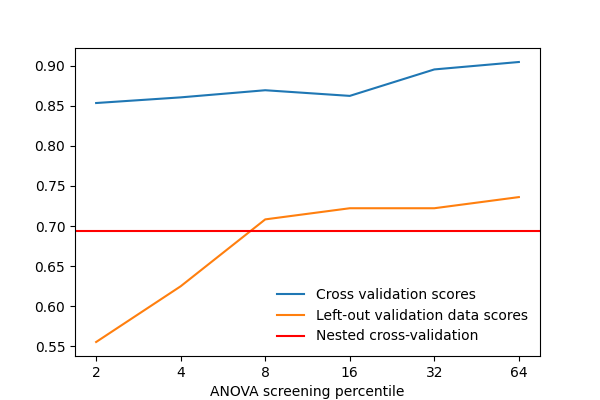 0.90
0.85
0.80
0.75
0.70
0.65
0.60
0.55
Cross validation scores
Left-out validation data scores
Nested cross-validation
2 4 8 16 32 64
ANOVA screening percentile